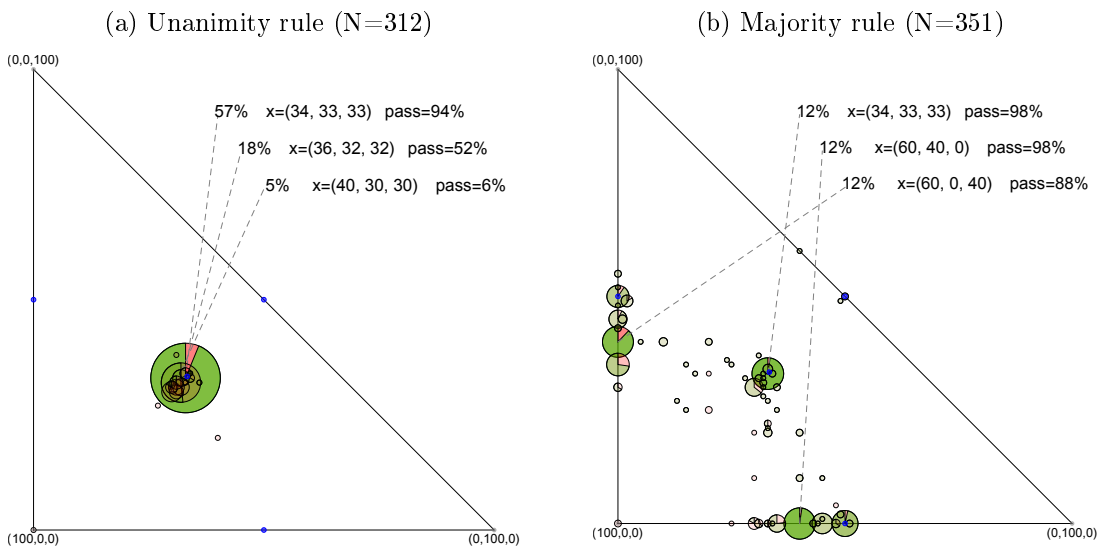 (a) Unanimity rule (N=312)
(0,0,100)
57% x=(34, 33, 33) pass=94%
18% x=(36, 32, 32) pass=52%
5% x=(40, 30, 30) pass=6%
(100,0,0)
(0,100,0)
(b) Majority rule (N=351)
(0,0,100)
12% x=(34, 33, 33) pass=98%
12% x=(60, 40, 0) pass=98%
12% x=(60, 0, 40) pass=88%
(100,0,0)
(0,100,0)